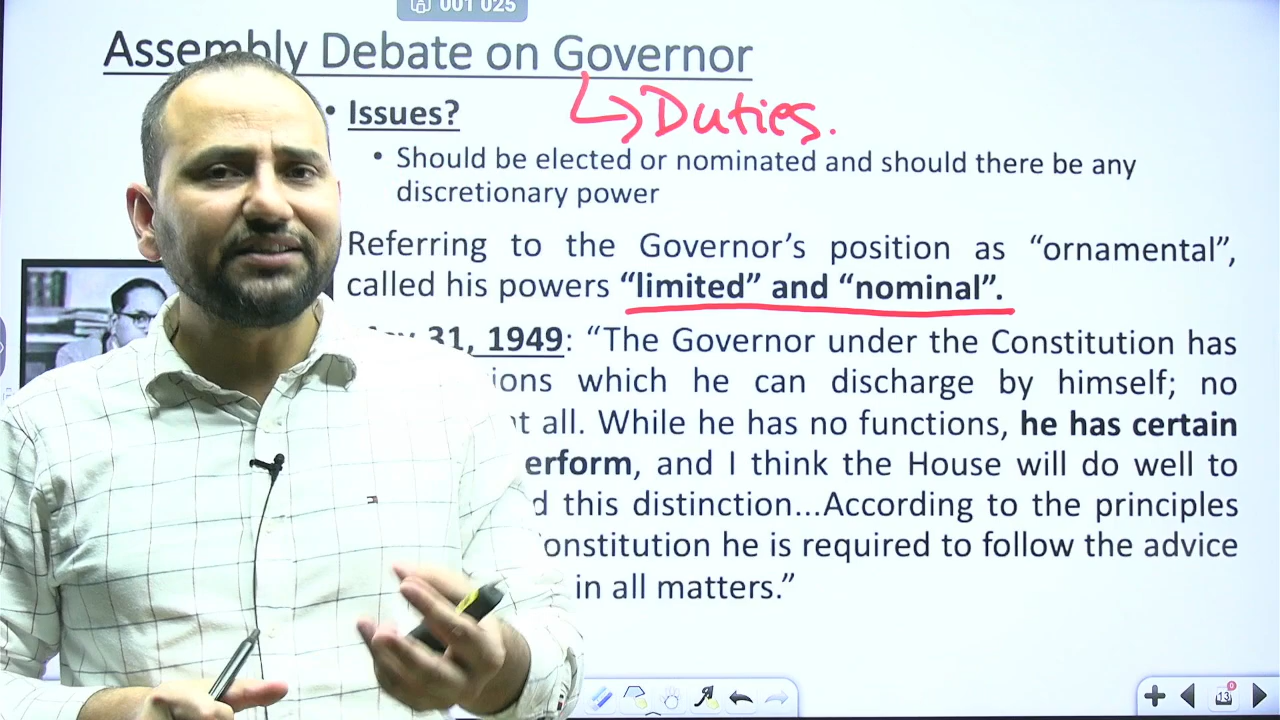 001 025
Assembly Debate on Governor
Duties.
• Issues?
• Should be elected or nominated and should there be any
discretionary power
Referring to the Governor’s position as “ornamental”,
called his powers “limited” and “nominal”.
31, 1949: “The Governor under the Constitution has
which he can discharge by himself; no
all. While he has no functions, he has certain
, and I think the House will do well to
this distinction...According to the principles
he is required to follow the advice
in all matters.”
13
0